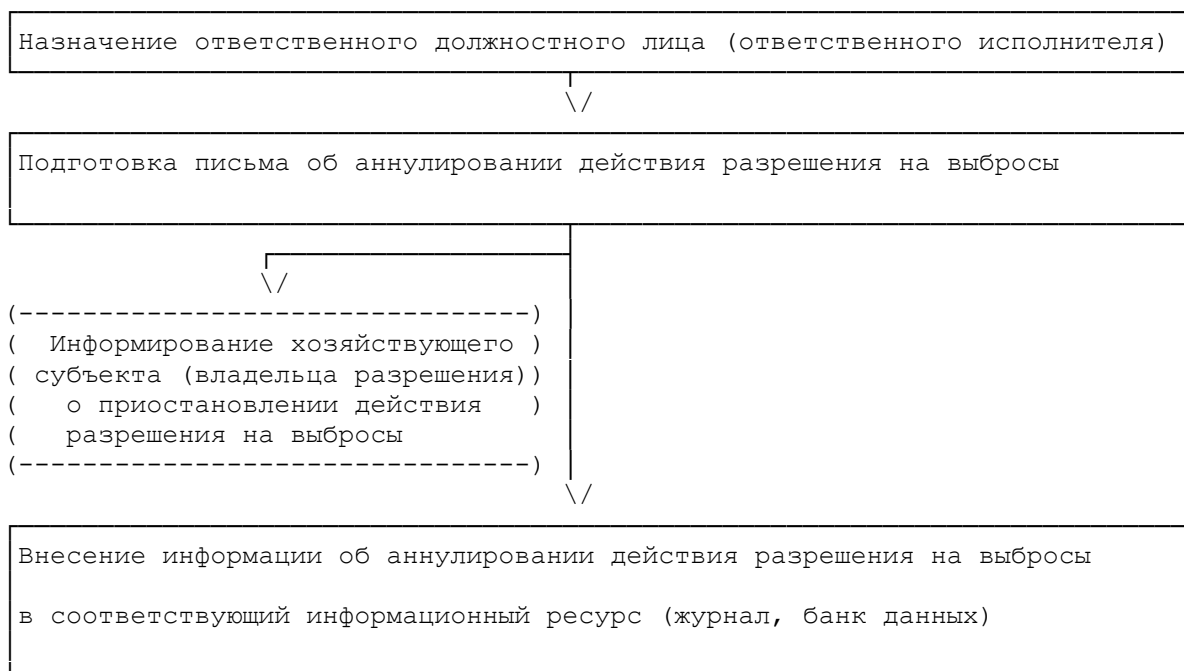 Назначение ответственного должностного лица (ответственного исполнителя)
\/
Подготовка письма об аннулировании действия разрешения на выбросы
\/
(--------------------------------)
( Информирование хозяйствующего )
( субъекта (владельца разрешения))
( о приостановлении действия )
( разрешения на выбросы
(--------------------------------)
\/
Внесение информации об аннулировании действия разрешения на выбросы
в соответствующий информационный ресурс (журнал, банк данных)